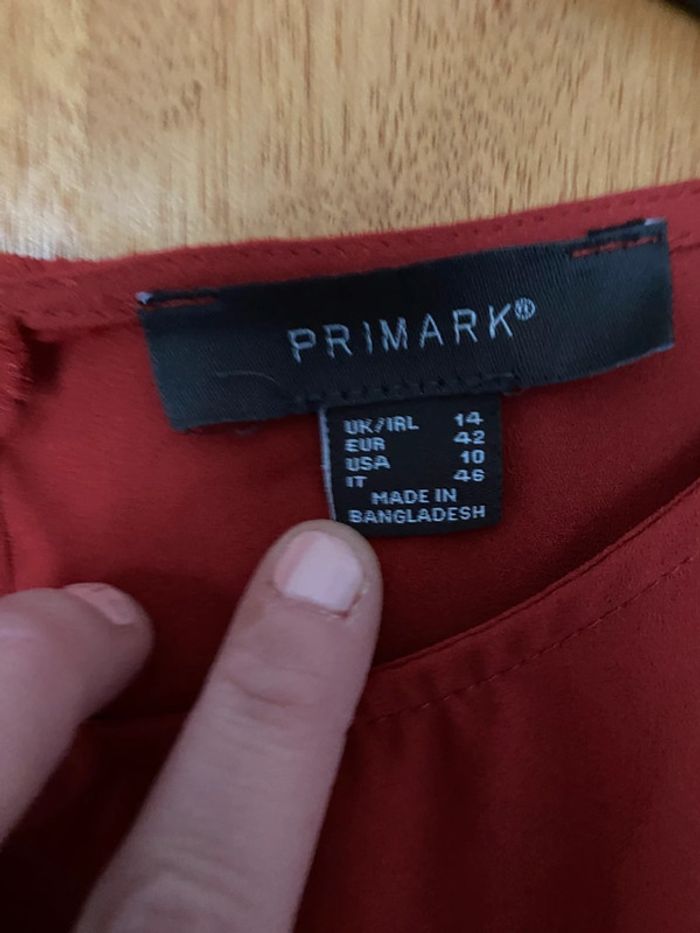 PRIMARK®
UK/IRL 14
EUR 42
USA 10
IT 46
MADE IN
BANGLADESH